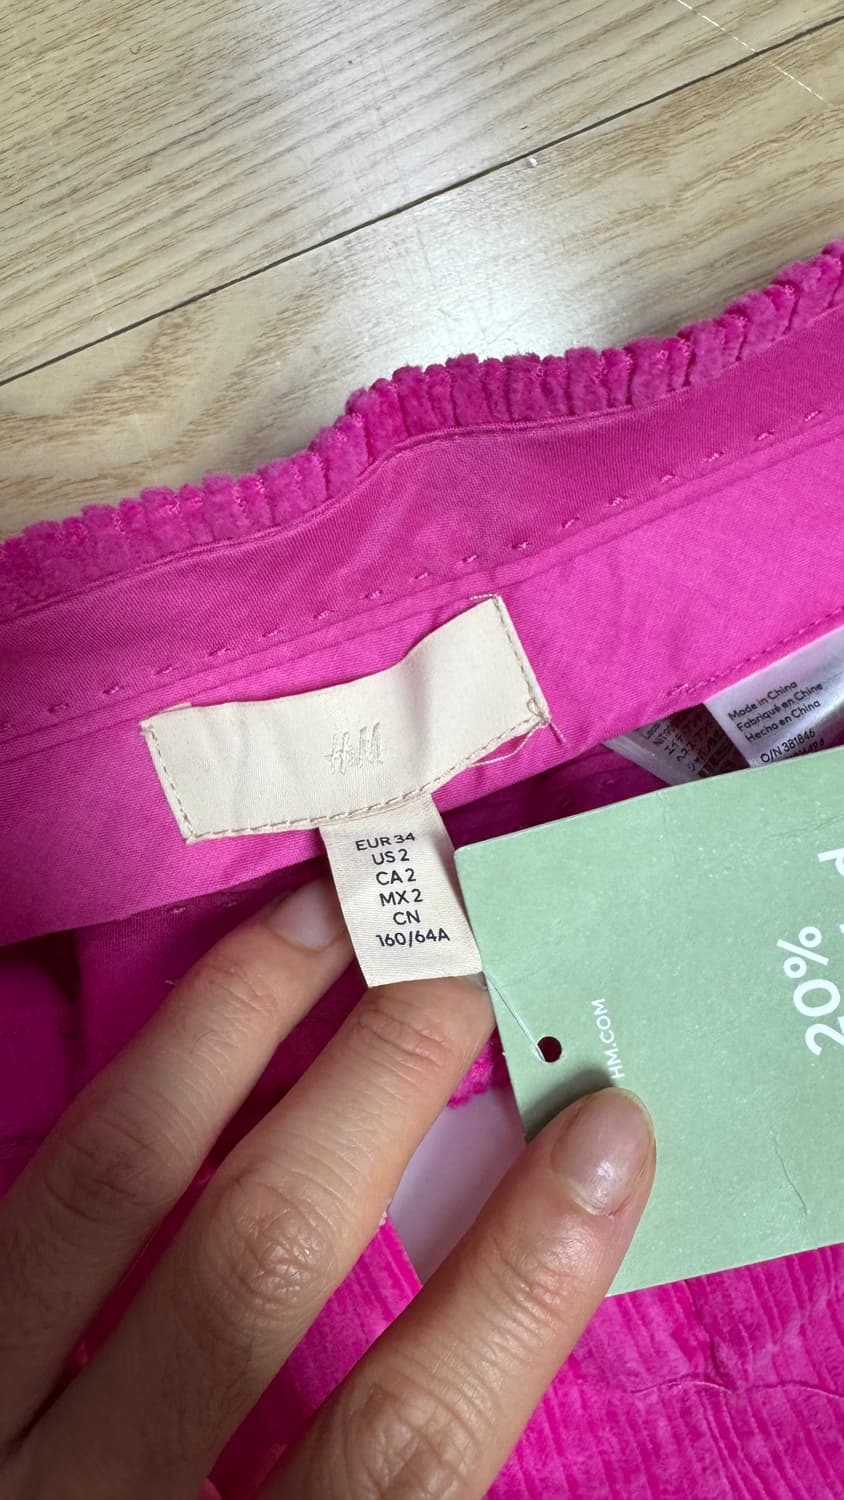 H&M
EUR 34
US 2
CA 2
MX 2
CN
160/64A
Made in China
Fabriqué en Chine
Hecho en China
O/N 381846
HM.COM
20%